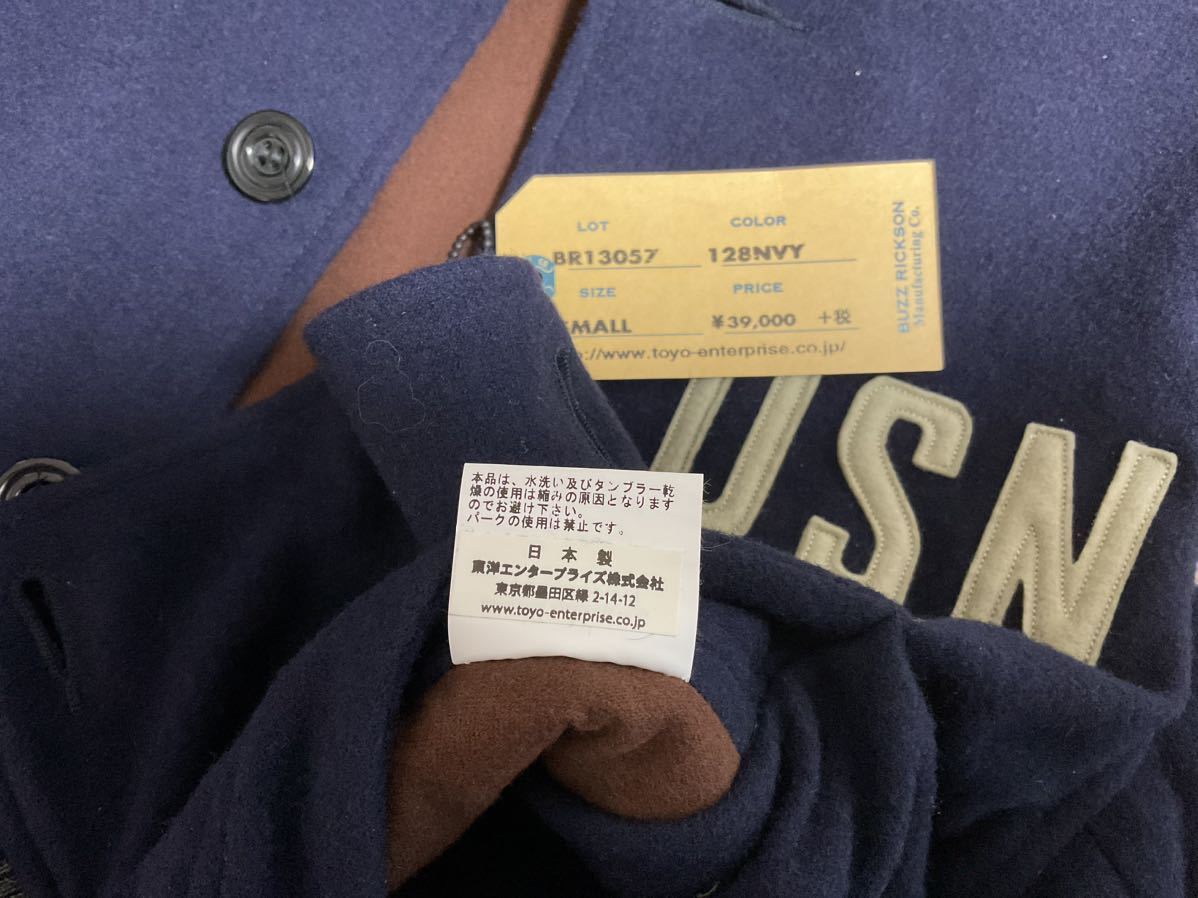 LOT
COLOR
BR13057
128NVY
SIZE
PRICE
MALL
¥39,000 +税
://www.toyo-enterprise.co.jp/
BUZZ RICKSON
Manufacturing Co.
USN
本品は、水洗い及びタンブラー乾
燥の使用は縮みの原因となります
のでお避け下さい。
パークの使用は禁止です。
日本製
東洋エンタープライズ株式会社
東京都墨田区緑 2-14-12
www.toyo-enterprise.co.jp